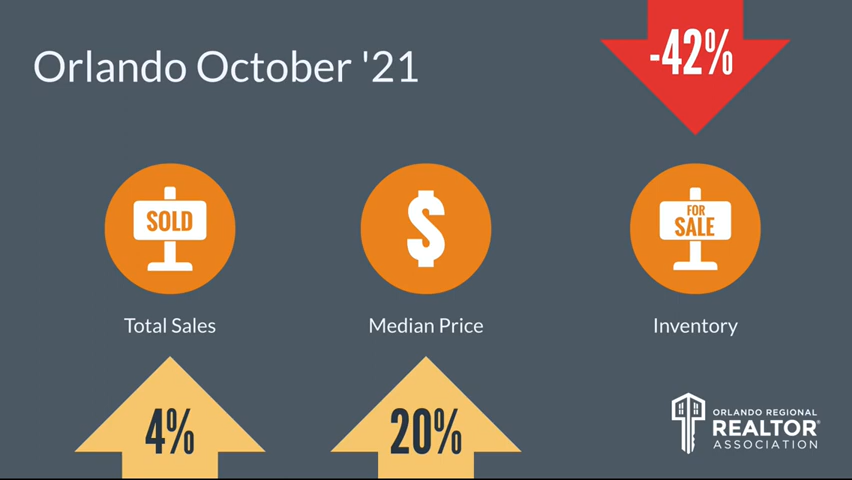 Orlando October '21
-42%
SOLD
$
FOR
SALE
Total Sales
Median Price
Inventory
4%
20%
ORLANDO REGIONAL
REALTOR®
ASSOCIATION